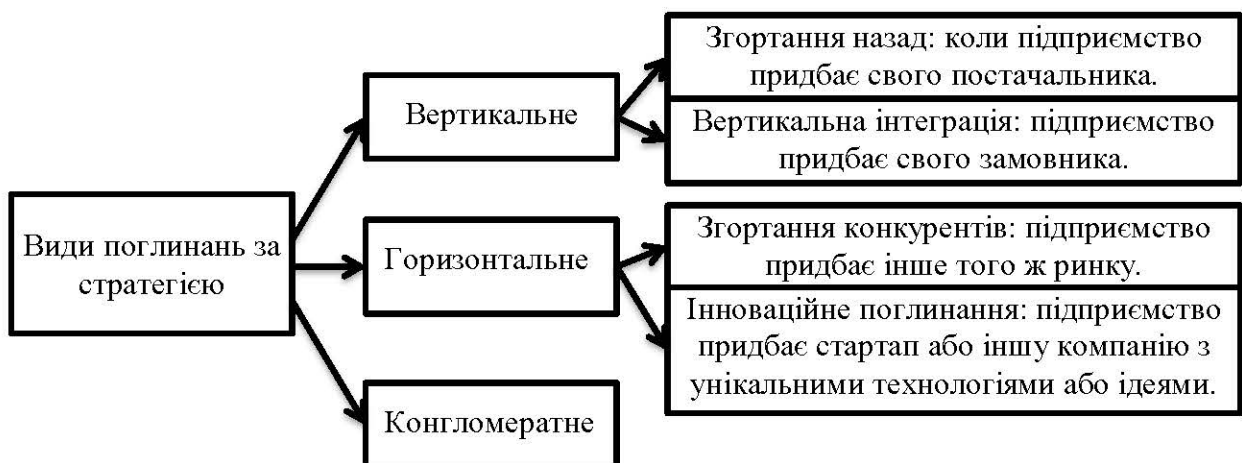 Види поглинань за
стратегією
Вертикальне
Згортання назад: коли підприємство
придбає свого постачальника.
Вертикальна інтеграція: підприємство
придбає свого замовника.
Горизонтальне
Згортання конкурентів: підприємство
придбає інше того ж ринку.
Інноваційне поглинання: підприємство
придбає стартап або іншу компанію з
унікальними технологіями або ідеями.
Конгломератне